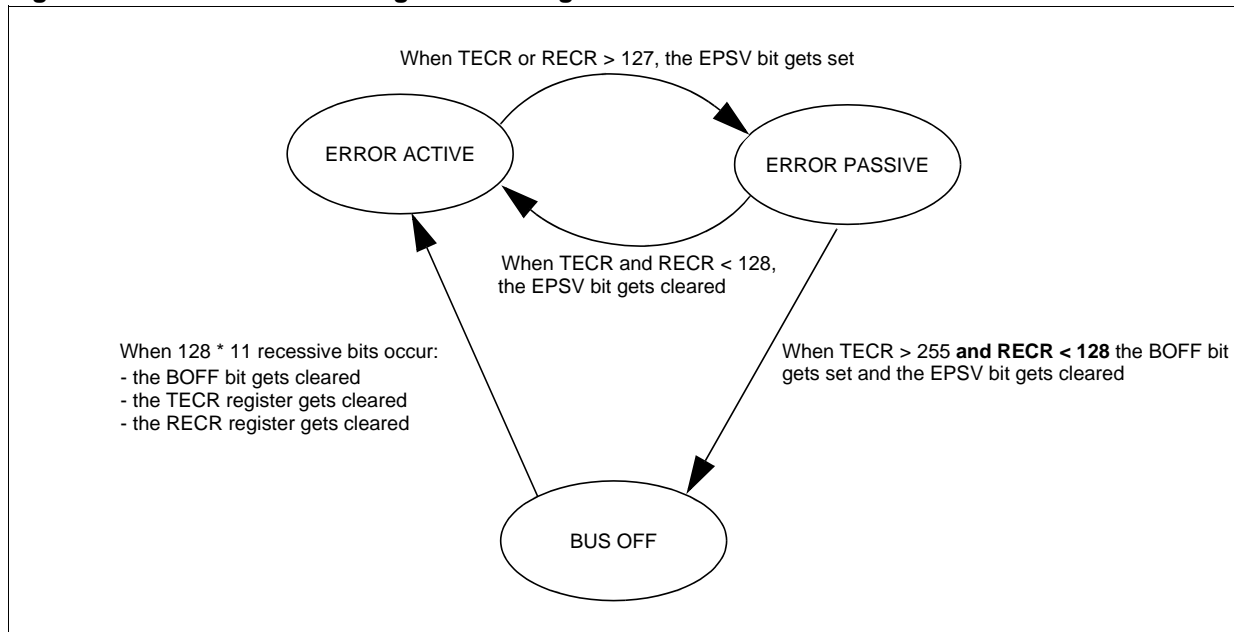 When TECR or RECR > 127, the EPSV bit gets set
ERROR ACTIVE
ERROR PASSIVE
When TECR and RECR < 128,
the EPSV bit gets cleared
When 128 * 11 recessive bits occur:
- the BOFF bit gets cleared
- the TECR register gets cleared
- the RECR register gets cleared
When TECR > 255 and RECR < 128 the BOFF bit
gets set and the EPSV bit gets cleared
BUS OFF